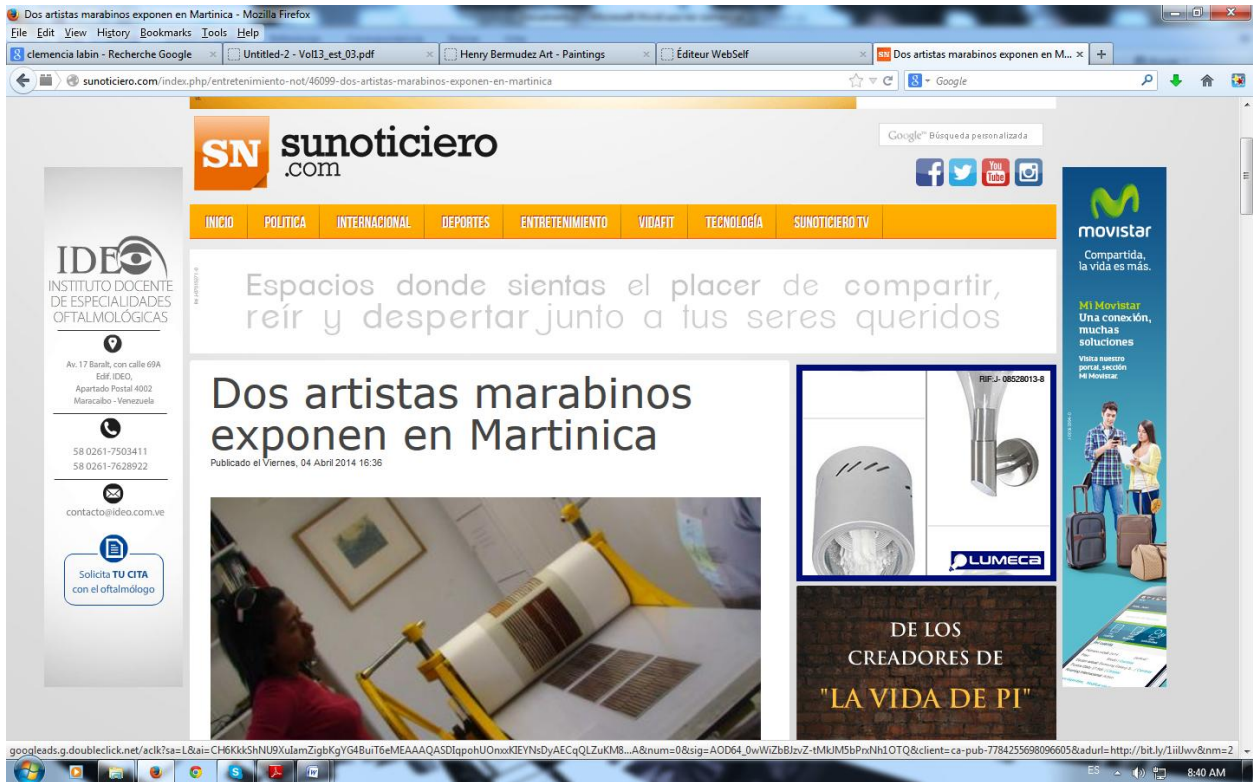 Dos artistas marabinos exponen en Martinica - Mozilla Firefox
File Edit View History Bookmarks Tools Help
clemencia labin - Recherche Google
Untitled-2 - Vol13_est_03.pdf
Henry Bermudez Art - Paintings
Éditeur WebSelf
Dos artistas marabinos exponen en M...
sunoticiero.com/index.php/entretenimiento-not/46099-dos-artistas-marabinos-exponen-en-martinica
Google
SN sunoticiero
.com
Google™ Búsqueda personalizada
You
Tube
INICIO POLITICA INTERNACIONAL DEPORTES ENTRETENIMIENTO VIDAFIT TECNOLOGÍA SUNOTICIERO TV
IDEO
INSTITUTO DOCENTE
DE ESPECIALIDADES
OFTALMOLÓGICAS
Av. 17 Baralt, con calle 69A
Edif. IDEO,
Apartado Postal 4002
Maracaibo - Venezuela
58 0261-7503411
58 0261-7628922
contacto@ideo.com.ve
Solicita TU CITA
con el oftalmólogo
Espacios donde sientas el placer de compartir,
reír y despertar junto a tus seres queridos
Dos artistas marabinos
exponen en Martinica
Publicado el Viernes, 04 Abril 2014 16:36
RIF:J- 08528013-8
LUMECA
DE LOS
CREADORES DE
"LA VIDA DE PI"
movistar
Compartida,
la vida es más.
Mi Movistar
Una conexión,
muchas
soluciones
Visita nuestro
portal, sección
Mi Movistar.
ES
8:40 AM